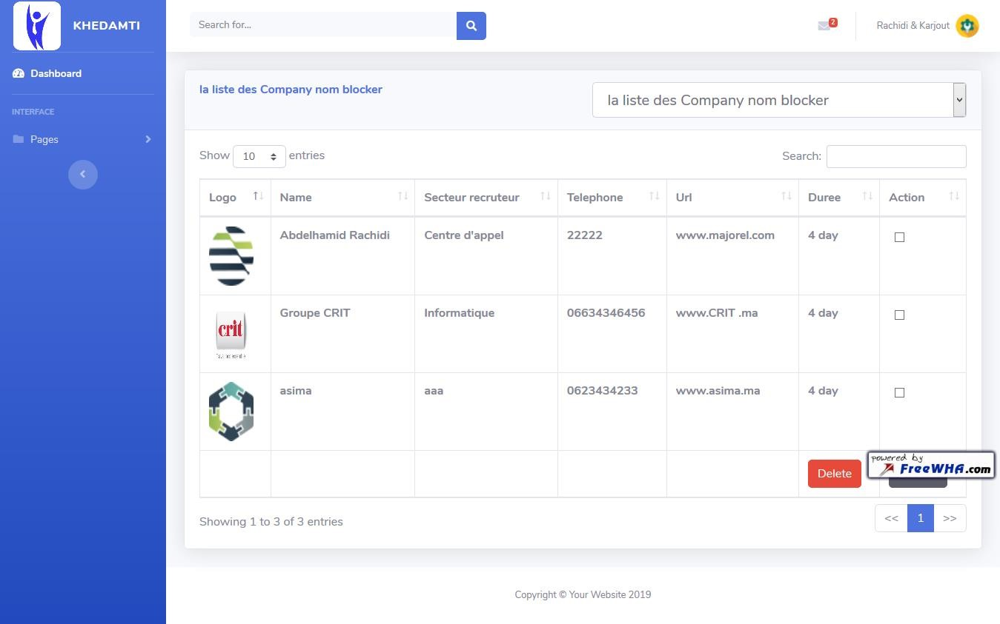 KHEDAMTI
Search for...
2
Rachidi & Karjout
Dashboard
INTERFACE
Pages
la liste des Company nom blocker
la liste des Company nom blocker
Show 10 entries
Search:
Logo Name Secteur recruteur Telephone Url Duree Action
Abdelhamid Rachidi Centre d'appel 22222 www.majorel.com 4 day
crit
Groupe CRIT Informatique 06634346456 www.CRIT .ma 4 day
asima aaa 0623434233 www.asima.ma 4 day
Delete
powered by
FreeWHA.com
Showing 1 to 3 of 3 entries
<< 1 >>
Copyright © Your Website 2019